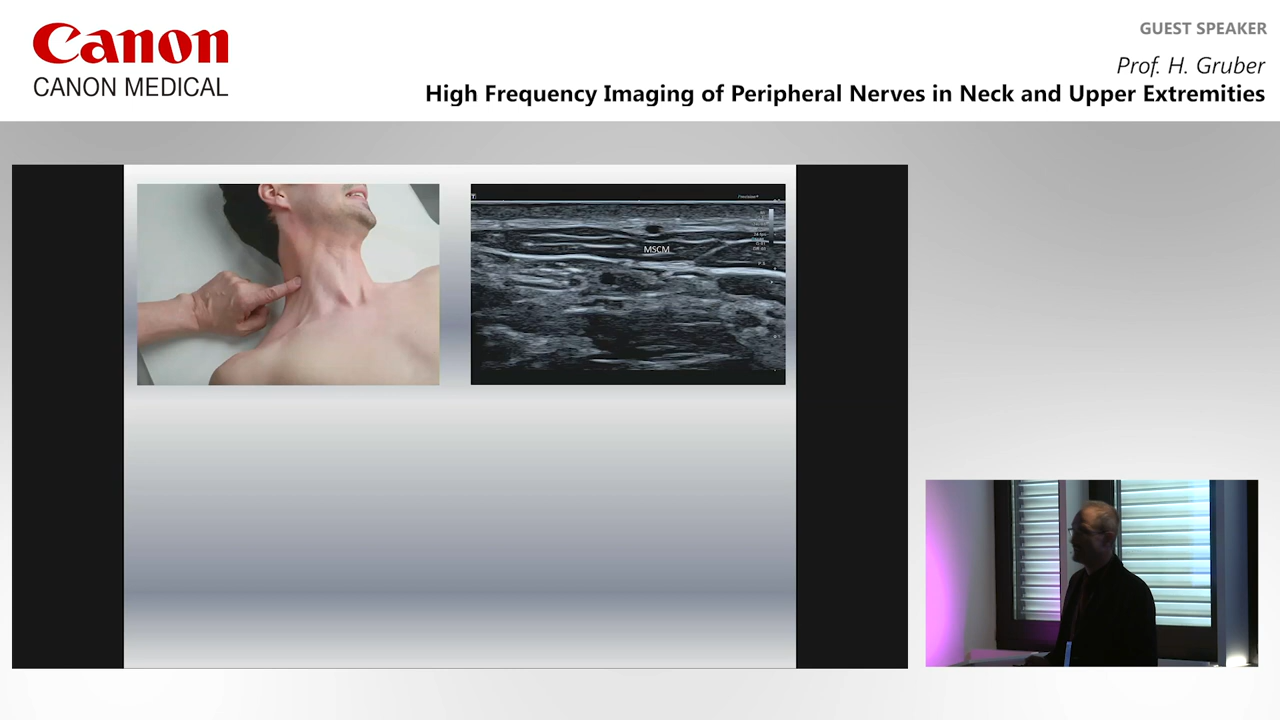 Canon
CANON MEDICAL
GUEST SPEAKER
Prof. H. Gruber
High Frequency Imaging of Peripheral Nerves in Neck and Upper Extremities
MSCM